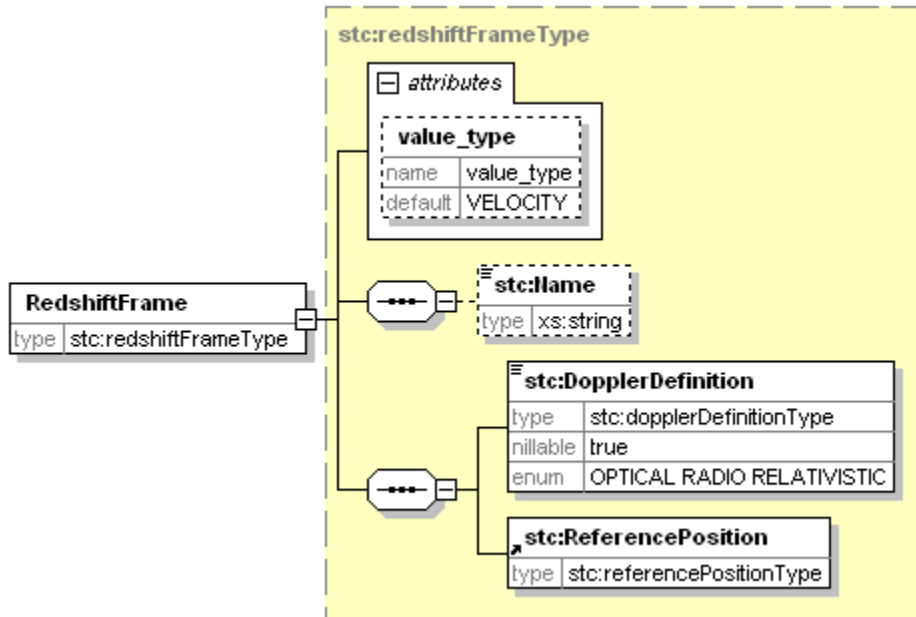 stc:redshiftFrameType
attributes
value_type
name value_type
default VELOCITY
RedshiftFrame
type stc:redshiftFrameType
stc:Name
type xs:string
stc:DopplerDefinition
type stc:dopplerDefinitionType
nillable true
enum OPTICAL RADIO RELATIVISTIC
stc:ReferencePosition
type stc:referencePositionType